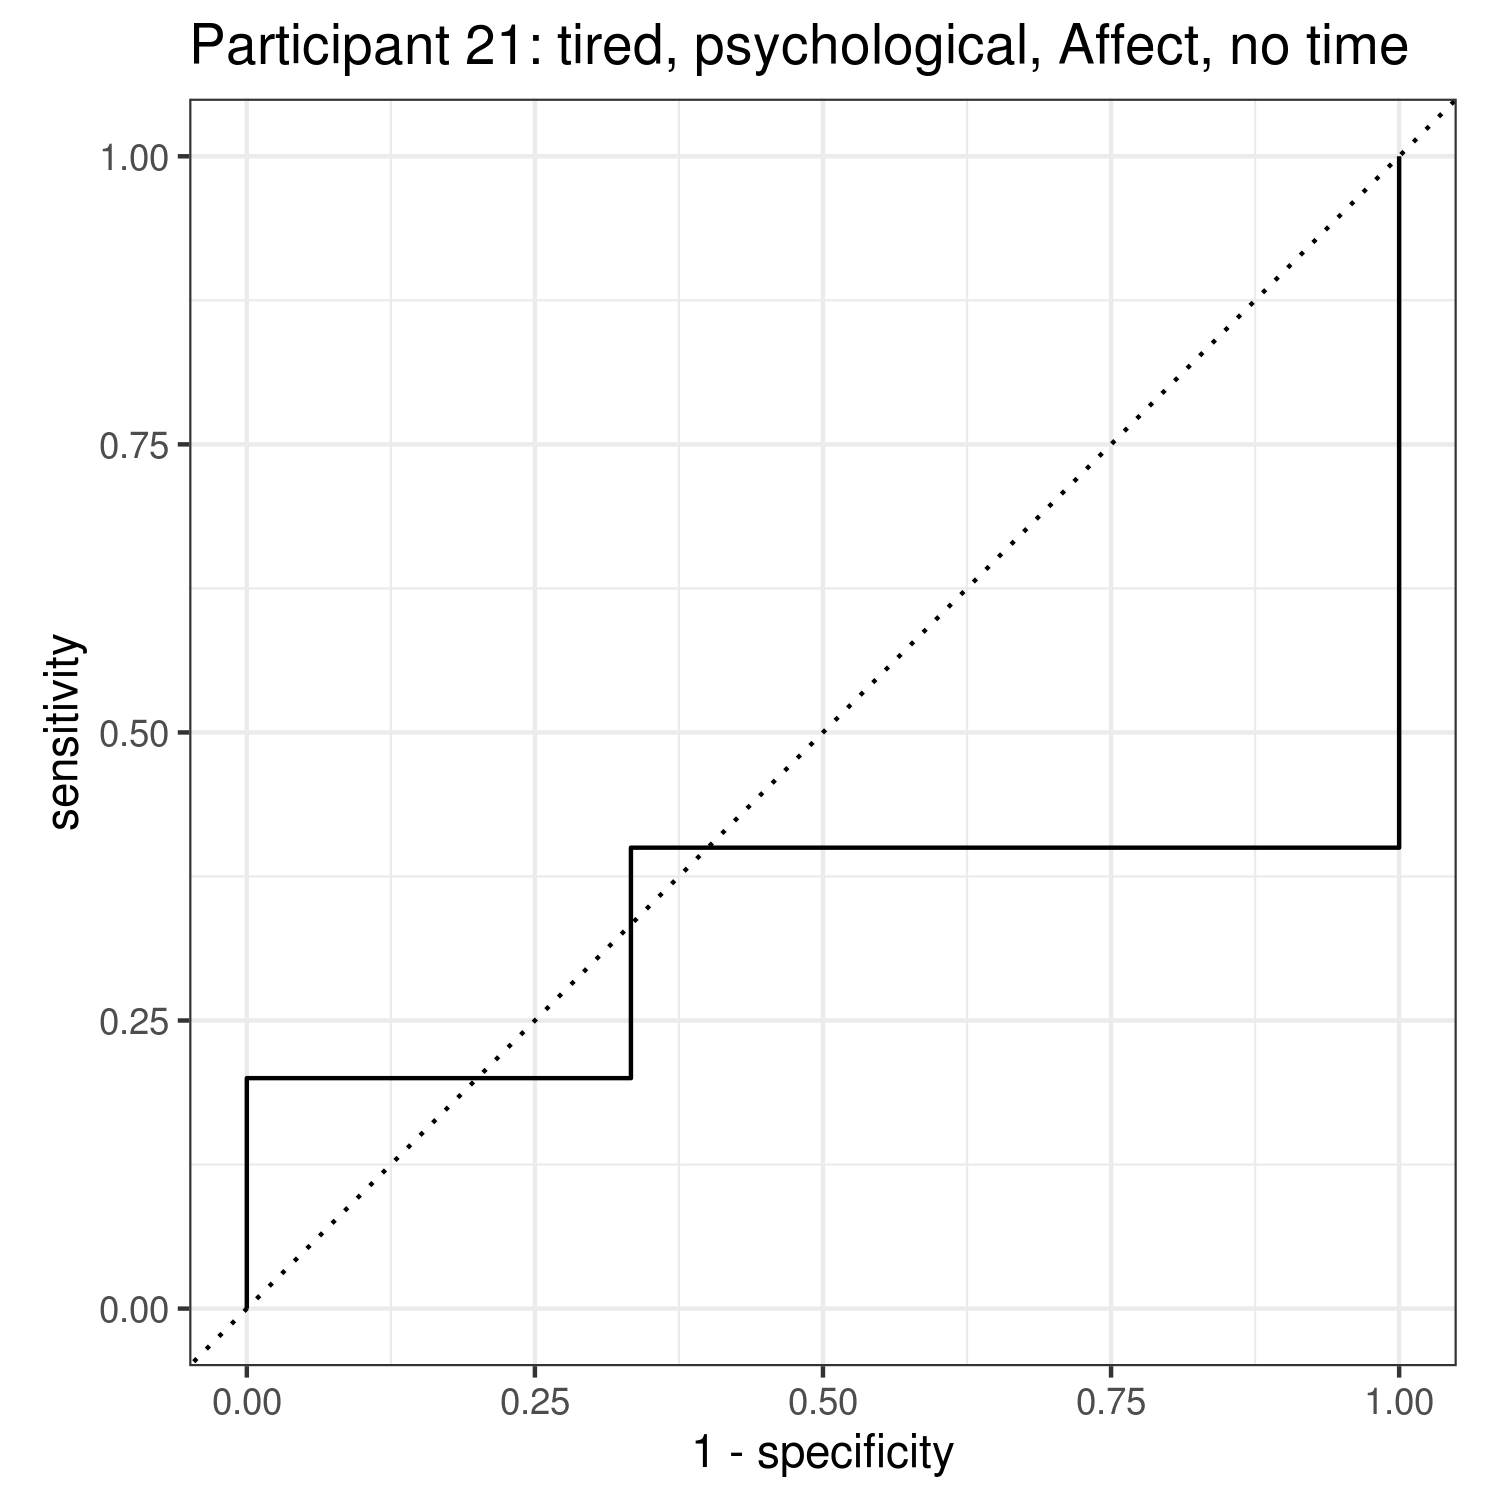 Participant 21: tired, psychological, Affect, no time
1.00
0.75
0.50
0.25
0.00
sensitivity
0.00 0.25 0.50 0.75 1.00
1 - specificity